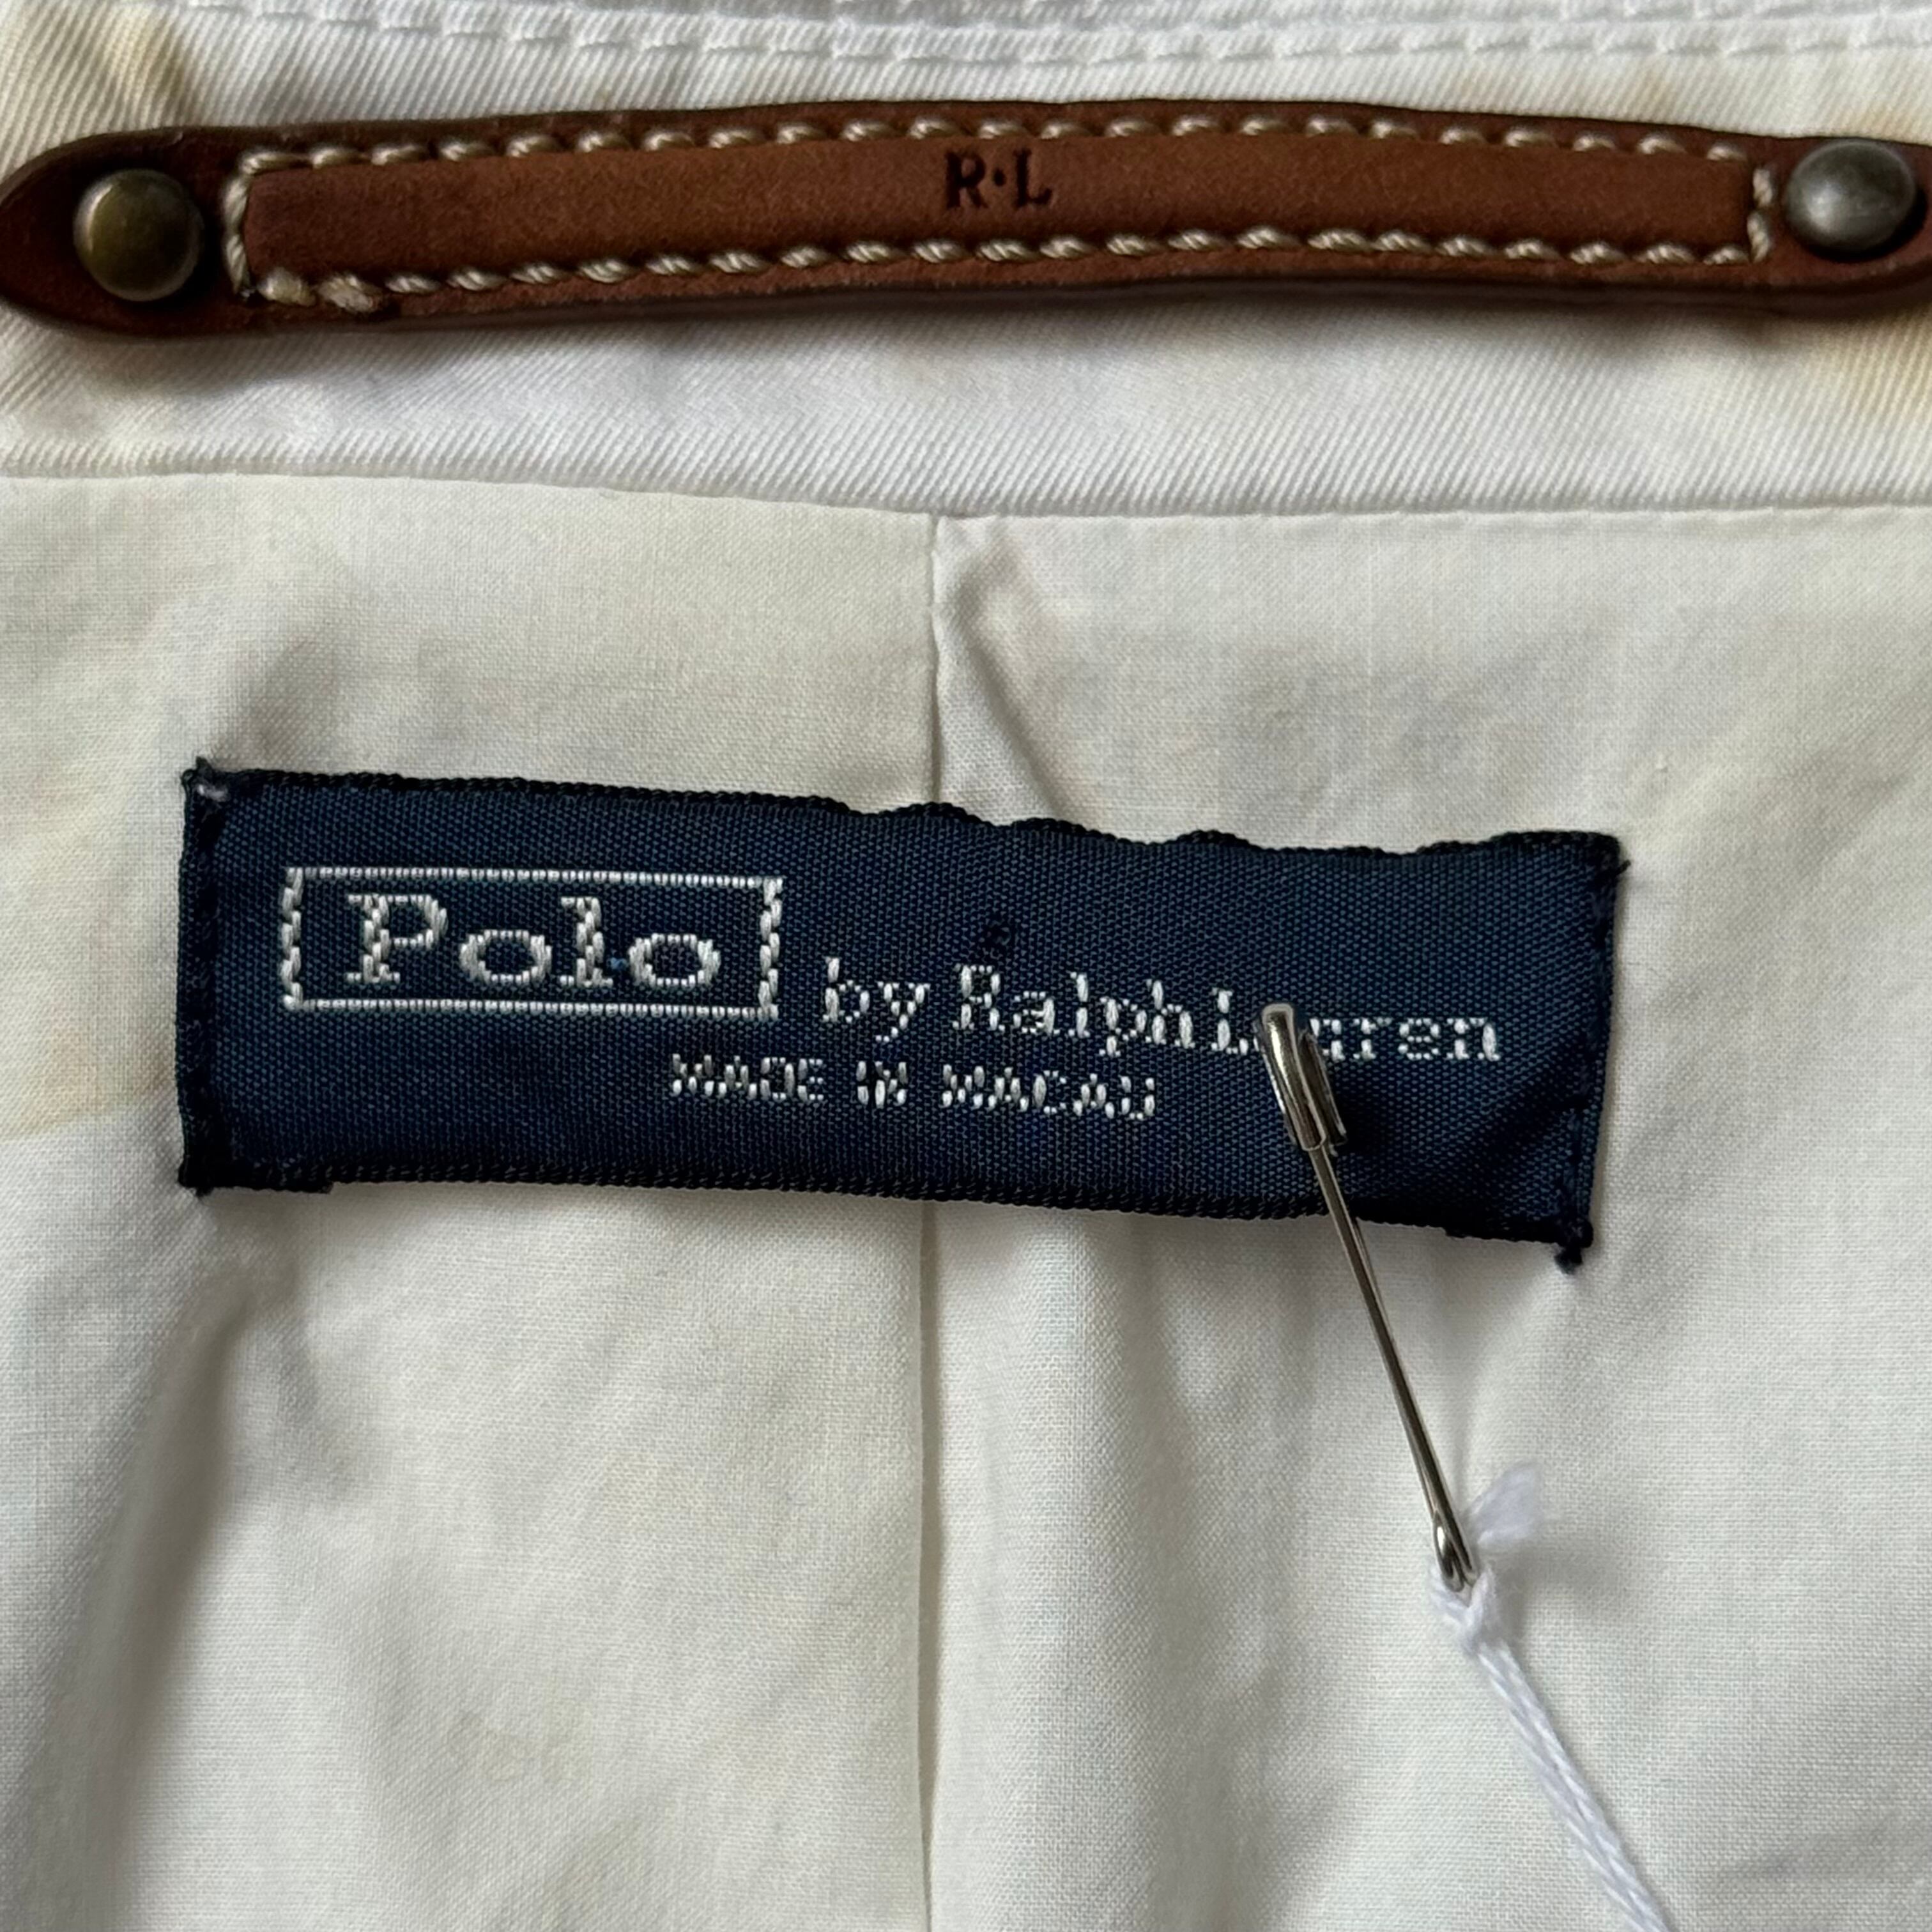 R·L
Polo by Ralph Lauren
MADE IN MACAU